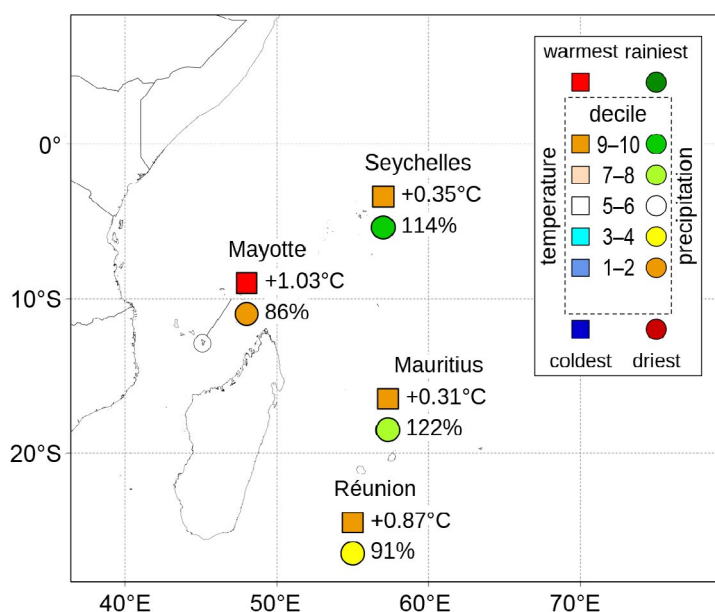 warmest rainiest
decile
9–10
7–8
5–6
3–4
1–2
temperature
precipitation
coldest driest
0°
10°S
20°S
40°E
50°E
60°E
70°E
Seychelles
+0.35°C
114%
Mayotte
+1.03°C
86%
Mauritius
+0.31°C
122%
Réunion
+0.87°C
91%